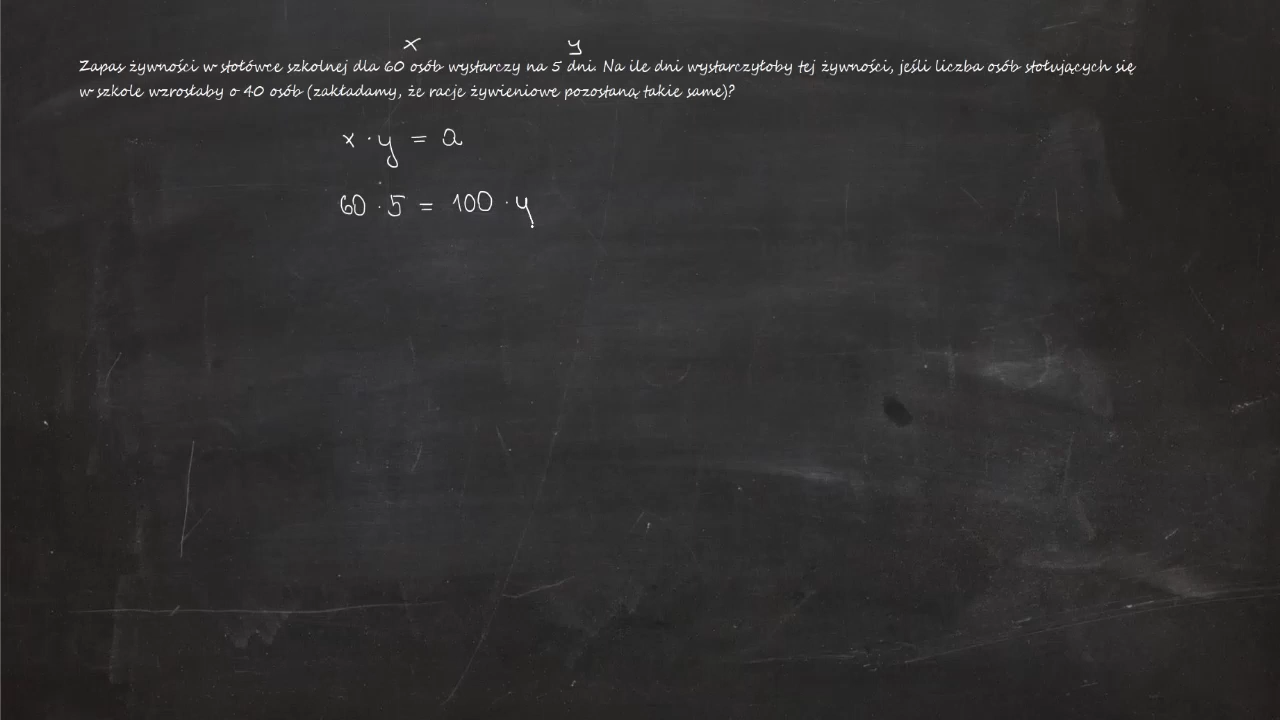 x y
Zapas żywności w stołówce szkolnej dla 60 osób wystarczy na 5 dni. Na ile dni wystarczyłoby tej żywności, jeśli liczba osób stołujących się
w szkole wzrosłaby o 40 osób (zakładamy, że racje żywieniowe pozostaną takie same)?
x · y = a
60 · 5 = 100 · y